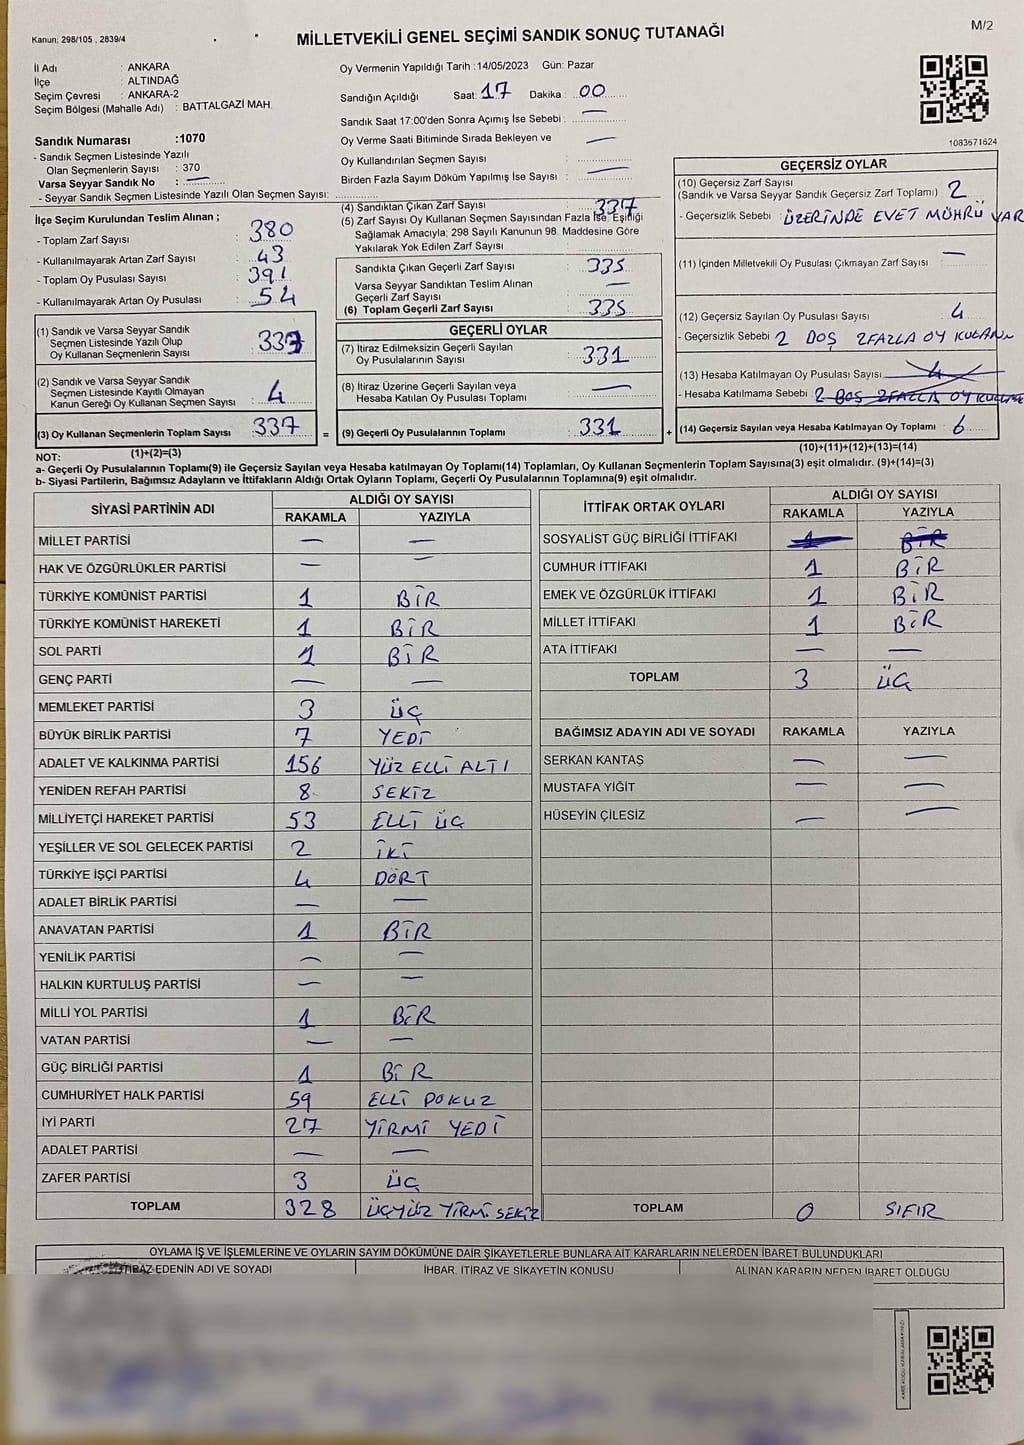 Kanun: 298/105 , 2839/4
MİLLETVEKİLİ GENEL SEÇİMİ SANDIK SONUÇ TUTANAĞI
M/2
İl Adı : ANKARA
İlçe : ALTINDAĞ
Seçim Çevresi : ANKARA-2
Seçim Bölgesi (Mahalle Adı) : BATTALGAZİ MAH.
Sandık Numarası :1070
- Sandık Seçmen Listesinde Yazılı
Olan Seçmenlerin Sayısı : 370
Varsa Seyyar Sandık No : —
- Seyyar Sandık Seçmen Listesinde Yazılı Olan Seçmen Sayısı:
Oy Vermenin Yapıldığı Tarih :14/05/2023 Gün: Pazar
Sandığın Açıldığı Saat: 17 Dakika : 00
Sandık Saat 17:00'den Sonra Açımış İse Sebebi : —
Oy Verme Saati Bitiminde Sırada Bekleyen ve
Oy Kullandırılan Seçmen Sayısı : —
Birden Fazla Sayım Döküm Yapılmış İse Sayısı : —
1083571624
İlçe Seçim Kurulundan Teslim Alınan ;
- Toplam Zarf Sayısı : 380
- Kullanılmayarak Artan Zarf Sayısı : 43
- Toplam Oy Pusulası Sayısı : 391
- Kullanılmayarak Artan Oy Pusulası : 54
(1) Sandık ve Varsa Seyyar Sandık
Seçmen Listesinde Yazılı Olup
Oy Kullanan Seçmenlerin Sayısı : 333
(2) Sandık ve Varsa Seyyar Sandık
Seçmen Listesinde Kayıtlı Olmayan
Kanun Gereği Oy Kullanan Seçmen Sayısı : 4
(3) Oy Kullanan Seçmenlerin Toplam Sayısı : 337 =
(1)+(2)=(3)
(4) Sandıktan Çıkan Zarf Sayısı : 337
(5) Zarf Sayısı Oy Kullanan Seçmen Sayısından Fazla İse, Eşitliği
Sağlamak Amacıyla; 298 Sayılı Kanunun 98. Maddesine Göre
Yakılarak Yok Edilen Zarf Sayısı :
Sandıkta Çıkan Geçerli Zarf Sayısı : 335
Varsa Seyyar Sandıktan Teslim Alınan
Geçerli Zarf Sayısı : —
(6) Toplam Geçerli Zarf Sayısı : 335
GEÇERLİ OYLAR
(7) İtiraz Edilmeksizin Geçerli Sayılan
Oy Pusulalarının Sayısı : 331
(8) İtiraz Üzerine Geçerli Sayılan veya
Hesaba Katılan Oy Pusulası Toplamı : —
(9) Geçerli Oy Pusulalarının Toplamı : 331 +
GEÇERSİZ OYLAR
(10) Geçersiz Zarf Sayısı
(Sandık ve Varsa Seyyar Sandık Geçersiz Zarf Toplamı) : 2
- Geçersizlik Sebebi : ÜZERİNDE EVET MÜHRÜ VAR
(11) İçinden Milletvekili Oy Pusulası Çıkmayan Zarf Sayısı : —
(12) Geçersiz Sayılan Oy Pusulası Sayısı : 4
- Geçersizlik Sebebi : 2 BOŞ 2FAZLA OY KULANN
(13) Hesaba Katılmayan Oy Pusulası Sayısı : 4
- Hesaba Katılmama Sebebi : 2 BOŞ 2FAZLA OY
(14) Geçersiz Sayılan veya Hesaba Katılmayan Oy Toplamı : 6
(10)+(11)+(12)+(13)=(14)
NOT:
a- Geçerli Oy Pusulalarının Toplamı(9) ile Geçersiz Sayılan veya Hesaba katılmayan Oy Toplamı(14) Toplamları, Oy Kullanan Seçmenlerin Toplam Sayısına(3) eşit olmalıdır. (9)+(14)=(3)
b- Siyasi Partilerin, Bağımsız Adayların ve İttifakların Aldığı Ortak Oyların Toplamı, Geçerli Oy Pusulalarının Toplamına(9) eşit olmalıdır.
SİYASİ PARTİNİN ADI ALDIĞI OY SAYISI
RAKAMLA YAZIYLA
MİLLET PARTİSİ — —
HAK VE ÖZGÜRLÜKLER PARTİSİ — —
TÜRKİYE KOMÜNİST PARTİSİ 1 BİR
TÜRKİYE KOMÜNİST HAREKETİ 1 BİR
SOL PARTİ 1 BİR
GENÇ PARTİ — —
MEMLEKET PARTİSİ 3 ÜÇ
BÜYÜK BİRLİK PARTİSİ 7 YEDİ
ADALET VE KALKINMA PARTİSİ 156 YÜZ ELLİ ALTI
YENİDEN REFAH PARTİSİ 8 SEKİZ
MİLLİYETÇİ HAREKET PARTİSİ 53 ELLİ ÜÇ
YEŞİLLER VE SOL GELECEK PARTİSİ 2 İKİ
TÜRKİYE İŞÇİ PARTİSİ 4 DÖRT
ADALET BİRLİK PARTİSİ — —
ANAVATAN PARTİSİ 1 BİR
YENİLİK PARTİSİ — —
HALKIN KURTULUŞ PARTİSİ — —
MİLLİ YOL PARTİSİ 1 BİR
VATAN PARTİSİ — —
GÜÇ BİRLİĞİ PARTİSİ 1 BİR
CUMHURİYET HALK PARTİSİ 59 ELLİ DOKUZ
İYİ PARTİ 27 YİRMİ YEDİ
ADALET PARTİSİ — —
ZAFER PARTİSİ 3 ÜÇ
TOPLAM 328 ÜÇYÜZ YİRMİ SEKİZ
İTTİFAK ORTAK OYLARI ALDIĞI OY SAYISI
RAKAMLA YAZIYLA
SOSYALİST GÜÇ BİRLİĞİ İTTİFAKI 1 BİR
CUMHUR İTTİFAKI 1 BİR
EMEK VE ÖZGÜRLÜK İTTİFAKI 1 BİR
MİLLET İTTİFAKI 1 BİR
ATA İTTİFAKI — —
TOPLAM 3 ÜÇ
BAĞIMSIZ ADAYIN ADI VE SOYADI RAKAMLA YAZIYLA
SERKAN KANTAŞ — —
MUSTAFA YİĞİT — —
HÜSEYİN ÇİLESİZ — —
TOPLAM 0 SIFIR
OYLAMA İŞ VE İŞLEMLERİNE VE OYLARIN SAYIM DÖKÜMÜNE DAİR ŞİKAYETLERLE BUNLARA AİT KARARLARIN NELERDEN İBARET BULUNDUKLARI
İTİRAZ EDENİN ADI VE SOYADI İHBAR, İTİRAZ VE ŞİKAYETİN KONUSU ALINAN KARARIN NEDEN İBARET OLDUĞU